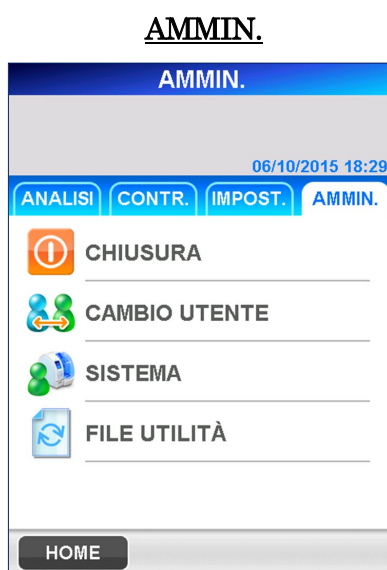 AMMIN.
AMMIN.
06/10/2015 18:29
ANALISI CONTR. IMPOST. AMMIN.
CHIUSURA
CAMBIO UTENTE
SISTEMA
FILE UTILITÀ
HOME